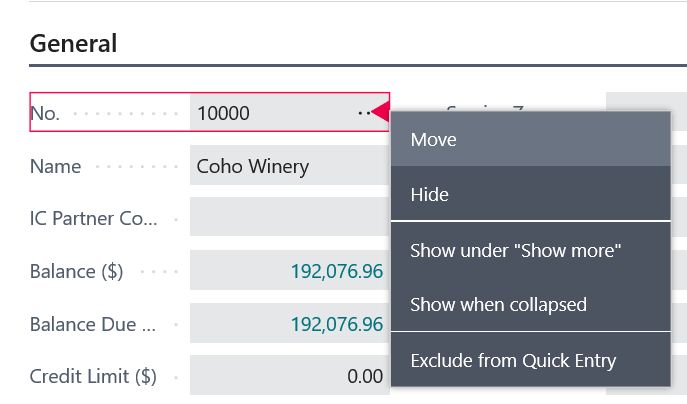 General
No. 10000
Move
Name Coho Winery
Hide
IC Partner Co...
Show under "Show more"
Balance ($) 192,076.96
Show when collapsed
Balance Due ... 192,076.96
Exclude from Quick Entry
Credit Limit ($) 0.00